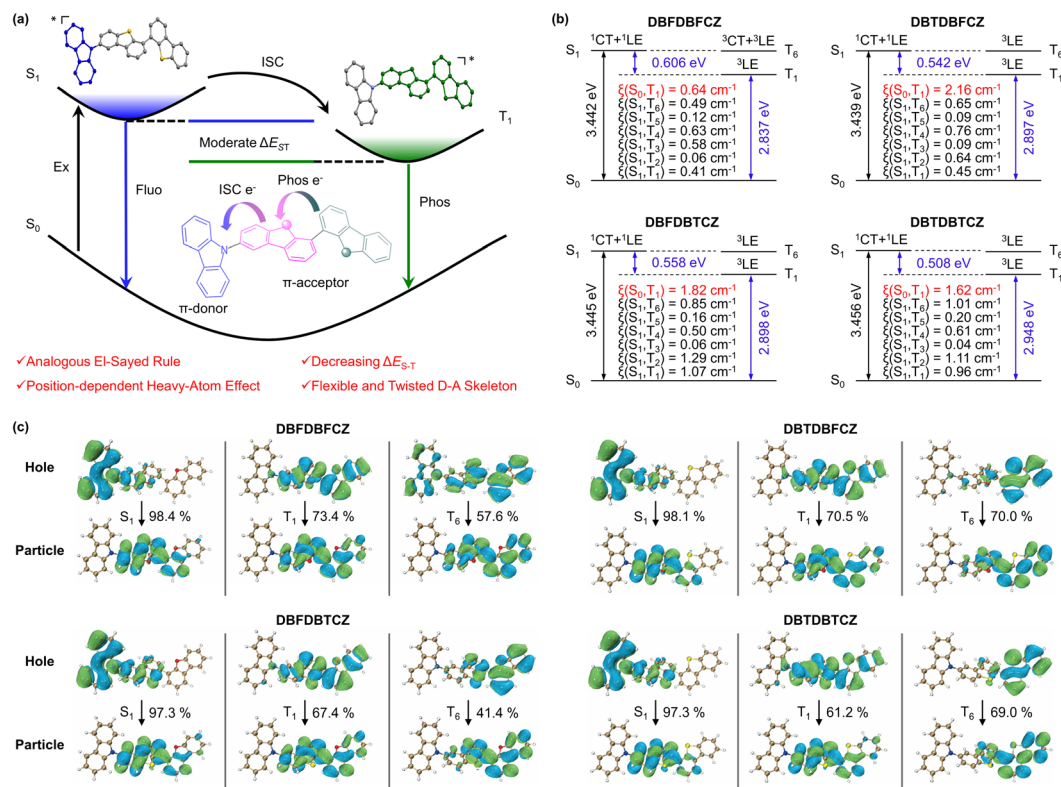 (a)
*
S1
ISC
*
T1
Moderate ΔEST
Ex
Fluo
Phos
ISC e-
Phos e-
S0
N
π-acceptor
π-donor
✓Analogous El-Sayed Rule
✓Decreasing ΔES-T
✓Position-dependent Heavy-Atom Effect
✓Flexible and Twisted D-A Skeleton
(b)
DBFDBFCZ
S1
1CT+1LE
3CT+3LE
T6
0.606 eV
3LE
T1
3.442 eV
ξ(S0,T1) = 0.64 cm-1
ξ(S1,T6) = 0.49 cm-1
ξ(S1,T5) = 0.12 cm-1
ξ(S1,T4) = 0.63 cm-1
ξ(S1,T3) = 0.58 cm-1
ξ(S1,T2) = 0.06 cm-1
ξ(S1,T1) = 0.41 cm-1
2.837 eV
S0
DBTDBFCZ
S1
1CT+1LE
3LE
T6
0.542 eV
3LE
T1
3.439 eV
ξ(S0,T1) = 2.16 cm-1
ξ(S1,T6) = 0.65 cm-1
ξ(S1,T5) = 0.09 cm-1
ξ(S1,T4) = 0.76 cm-1
ξ(S1,T3) = 0.09 cm-1
ξ(S1,T2) = 0.64 cm-1
ξ(S1,T1) = 0.45 cm-1
2.897 eV
S0
DBFDBTCZ
S1
1CT+1LE
3LE
T6
0.558 eV
3LE
T1
3.445 eV
ξ(S0,T1) = 1.82 cm-1
ξ(S1,T6) = 0.85 cm-1
ξ(S1,T5) = 0.16 cm-1
ξ(S1,T4) = 0.50 cm-1
ξ(S1,T3) = 0.06 cm-1
ξ(S1,T2) = 1.29 cm-1
ξ(S1,T1) = 1.07 cm-1
2.898 eV
S0
DBTDBTCZ
S1
1CT+1LE
3LE
T6
0.508 eV
3LE
T1
3.456 eV
ξ(S0,T1) = 1.62 cm-1
ξ(S1,T6) = 1.01 cm-1
ξ(S1,T5) = 0.20 cm-1
ξ(S1,T4) = 0.61 cm-1
ξ(S1,T3) = 0.04 cm-1
ξ(S1,T2) = 1.11 cm-1
ξ(S1,T1) = 0.96 cm-1
2.948 eV
S0
(c)
DBFDBFCZ
DBTDBFCZ
Hole
S1 98.4 %
T1 73.4 %
T6 57.6 %
S1 98.1 %
T1 70.5 %
T6 70.0 %
Particle
DBFDBTCZ
DBTDBTCZ
Hole
S1 97.3 %
T1 67.4 %
T6 41.4 %
S1 97.3 %
T1 61.2 %
T6 69.0 %
Particle